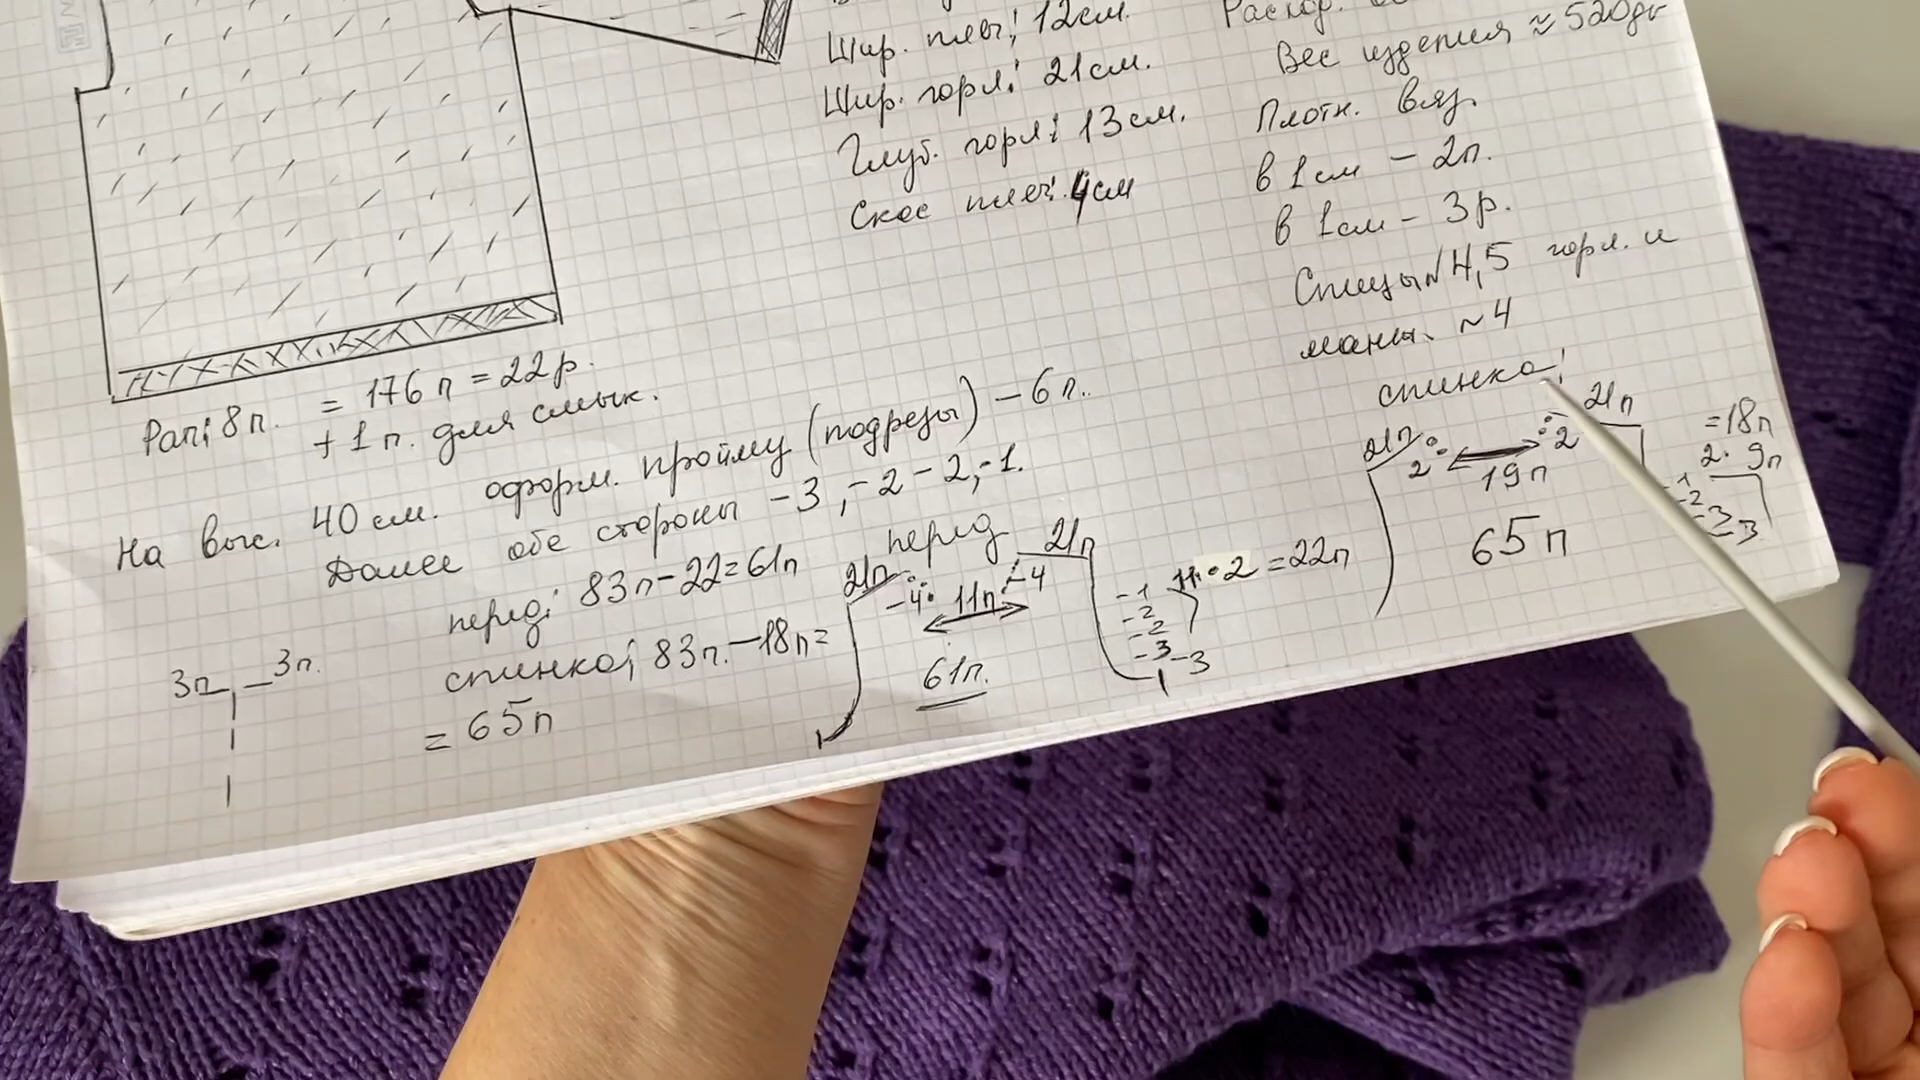 Шир. плеч; 12см.
Шир. горл: 21см.
Глуб. горл: 13см.
Скос плеч: 4см
Вес изделия ≈ 520гр
Плотн. вяз.
в 1см - 2п.
в 1см - 3р.
Спицы №4,5 горл. и
манж. №4
Рап; 8п. = 176п = 22р.
+ 1п. для смык.
На выс. 40см. оформ. пройму (подрезы) - 6п.
Далее обе стороны -3, -2 -2, -1.
перед; 83п-22=61п
спинка; 83п.-18п=
= 65п
3п - 3п.
перед
21п 21п
-4 11п -4
61п.
-1 11·2 =22п
-2
-2
-3 -3
спинка:
21п 21п
2 19п 2
65п
=18п
2· 9п
-1
-2
-3 3